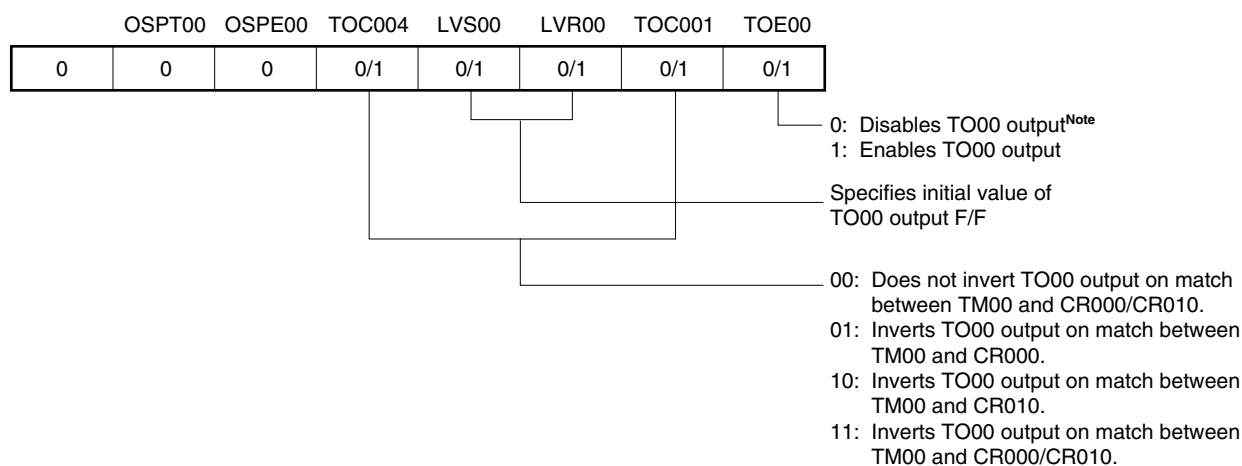 OSPT00 OSPE00 TOC004 LVS00 LVR00 TOC001 TOE00
0 0 0 0/1 0/1 0/1 0/1 0/1
0: Disables TO00 outputNote
1: Enables TO00 output
Specifies initial value of
TO00 output F/F
00: Does not invert TO00 output on match
between TM00 and CR000/CR010.
01: Inverts TO00 output on match between
TM00 and CR000.
10: Inverts TO00 output on match between
TM00 and CR010.
11: Inverts TO00 output on match between
TM00 and CR000/CR010.